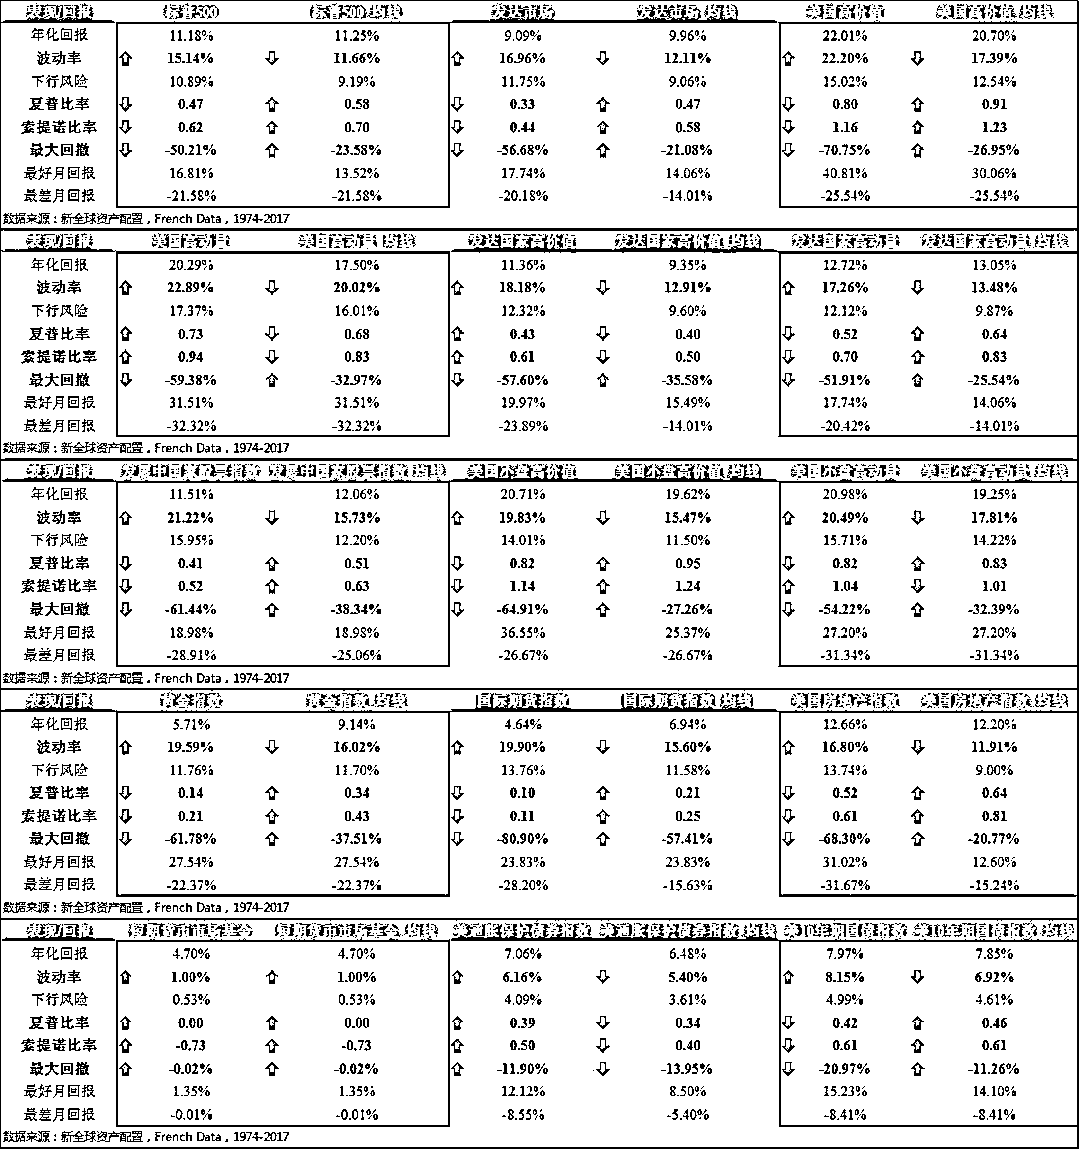 表现/回报 标普500 标普500均线 发达市场 发达市场均线 美国高价值 美国高价值均线
年化回报 11.18% 11.25% 9.09% 9.96% 22.01% 20.70%
波动率 15.14% 11.66% 16.96% 12.11% 22.20% 17.39%
下行风险 10.89% 9.19% 11.75% 9.06% 15.02% 12.54%
夏普比率 0.47 0.58 0.33 0.47 0.80 0.91
索提诺比率 0.62 0.70 0.44 0.58 1.16 1.23
最大回撤 -50.21% -23.58% -56.68% -21.08% -70.75% -26.95%
最好月回报 16.81% 13.52% 17.74% 14.06% 40.81% 30.06%
最差月回报 -21.58% -21.58% -20.18% -14.01% -25.54% -25.54%
数据来源：新全球资产配置，French Data，1974-2017
表现/回报 美国高动量 美国高动量均线 发达国家高价值 发达国家高价值均线 发达国家高动量 发达国家高动量均线
年化回报 20.29% 17.50% 11.36% 9.35% 12.72% 13.05%
波动率 22.89% 20.02% 18.18% 12.91% 17.26% 13.48%
下行风险 17.37% 16.01% 12.32% 9.60% 12.12% 9.87%
夏普比率 0.73 0.68 0.43 0.40 0.52 0.64
索提诺比率 0.94 0.83 0.61 0.50 0.70 0.83
最大回撤 -59.38% -32.97% -57.60% -35.58% -51.91% -25.54%
最好月回报 31.51% 31.51% 19.97% 15.49% 17.74% 14.06%
最差月回报 -32.32% -32.32% -23.89% -14.01% -20.42% -14.01%
数据来源：新全球资产配置，French Data，1974-2017
表现/回报 发展中国家股票指数 发展中国家股票指数均线 美国小盘高价值 美国小盘高价值均线 美国小盘高动量 美国小盘高动量均线
年化回报 11.51% 12.06% 20.71% 19.62% 20.98% 19.25%
波动率 21.22% 15.73% 19.83% 15.47% 20.49% 17.81%
下行风险 15.95% 12.20% 14.01% 11.50% 15.71% 14.22%
夏普比率 0.41 0.51 0.82 0.95 0.82 0.83
索提诺比率 0.52 0.63 1.14 1.24 1.04 1.01
最大回撤 -61.44% -38.34% -64.91% -27.26% -54.22% -32.39%
最好月回报 18.98% 18.98% 36.55% 25.37% 27.20% 27.20%
最差月回报 -28.91% -25.06% -26.67% -26.67% -31.34% -31.34%
数据来源：新全球资产配置，French Data，1974-2017
表现/回报 黄金指数 黄金指数均线 国际期货指数 国际期货指数均线 美国房地产指数 美国房地产指数均线
年化回报 5.71% 9.14% 4.64% 6.94% 12.66% 12.20%
波动率 19.59% 16.02% 19.90% 15.60% 16.80% 11.91%
下行风险 11.76% 11.70% 13.76% 11.58% 13.74% 9.00%
夏普比率 0.14 0.34 0.10 0.21 0.52 0.64
索提诺比率 0.21 0.43 0.11 0.25 0.61 0.81
最大回撤 -61.78% -37.51% -80.90% -57.41% -68.30% -20.77%
最好月回报 27.54% 27.54% 23.83% 23.83% 31.02% 12.60%
最差月回报 -22.37% -22.37% -28.20% -15.63% -31.67% -15.24%
数据来源：新全球资产配置，French Data，1974-2017
表现/回报 短期货币市场基金 短期货币市场基金均线 美通胀保护债券指数 美通胀保护债券指数均线 美10年期国债指数 美10年期国债指数均线
年化回报 4.70% 4.70% 7.06% 6.48% 7.97% 7.85%
波动率 1.00% 1.00% 6.16% 5.40% 8.15% 6.92%
下行风险 0.53% 0.53% 4.09% 3.61% 4.99% 4.61%
夏普比率 0.00 0.00 0.39 0.34 0.42 0.46
索提诺比率 -0.73 -0.73 0.50 0.40 0.61 0.61
最大回撤 -0.02% -0.02% -11.90% -13.95% -20.97% -11.26%
最好月回报 1.35% 1.35% 12.12% 8.50% 15.23% 14.10%
最差月回报 -0.01% -0.01% -8.55% -5.40% -8.41% -8.41%
数据来源：新全球资产配置，French Data，1974-2017